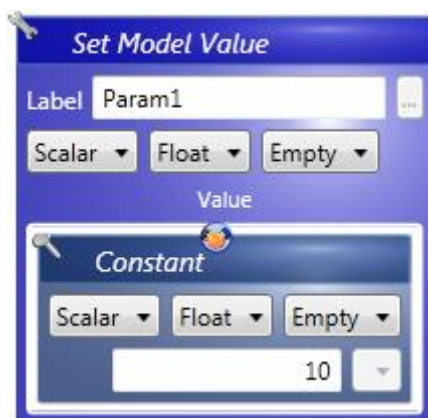 Set Model Value
Label Param1 ...
Scalar Float Empty
Value
Constant
Scalar Float Empty
10